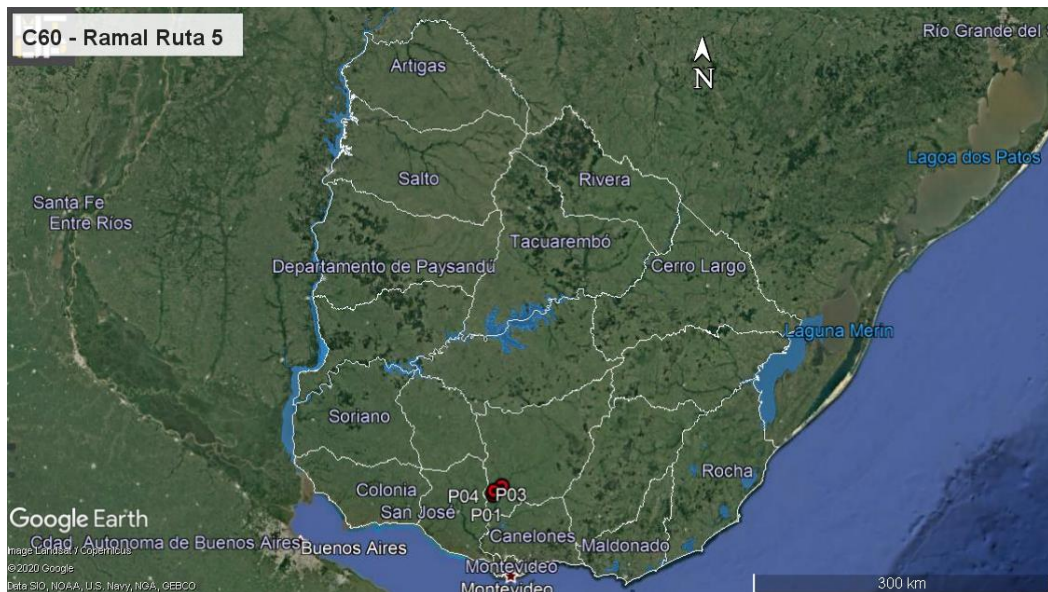 C60 - Ramal Ruta 5
Río Grande del
Artigas
N
Lagoa dos Patos
Salto
Rivera
Santa Fe
Entre Ríos
Tacuarembó
Departamento de Paysandú
Cerro Largo
Laguna Merin
Soriano
Rocha
Colonia
P04
P03
San José
P01
Google Earth
Canelones
Cdad. Autonoma de Buenos Aires
Buenos Aires
Maldonado
Image Landsat / Copernicus
© 2020 Google
Montevideo
Montevideo
Data SIO, NOAA, U.S. Navy, NGA, GEBCO
300 km